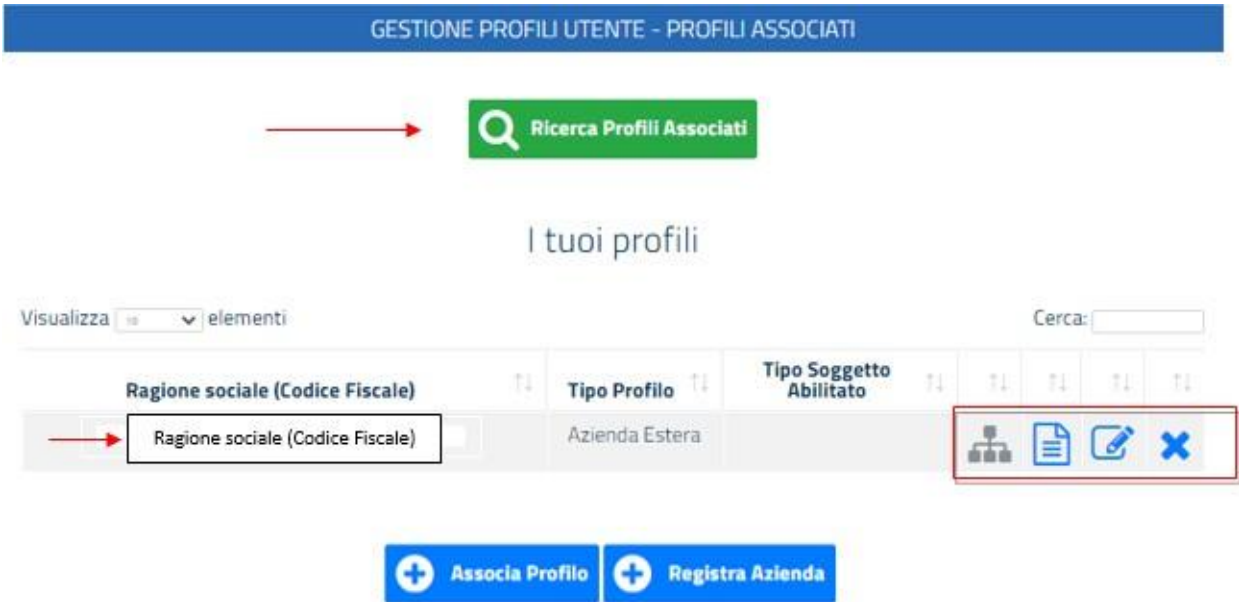 GESTIONE PROFILI UTENTE - PROFILI ASSOCIATI
Ricerca Profili Associati
I tuoi profili
Visualizza 10 elementi
Cerca:
Ragione sociale (Codice Fiscale) Tipo Profilo Tipo Soggetto Abilitato
Ragione sociale (Codice Fiscale) Azienda Estera
Associa Profilo Registra Azienda